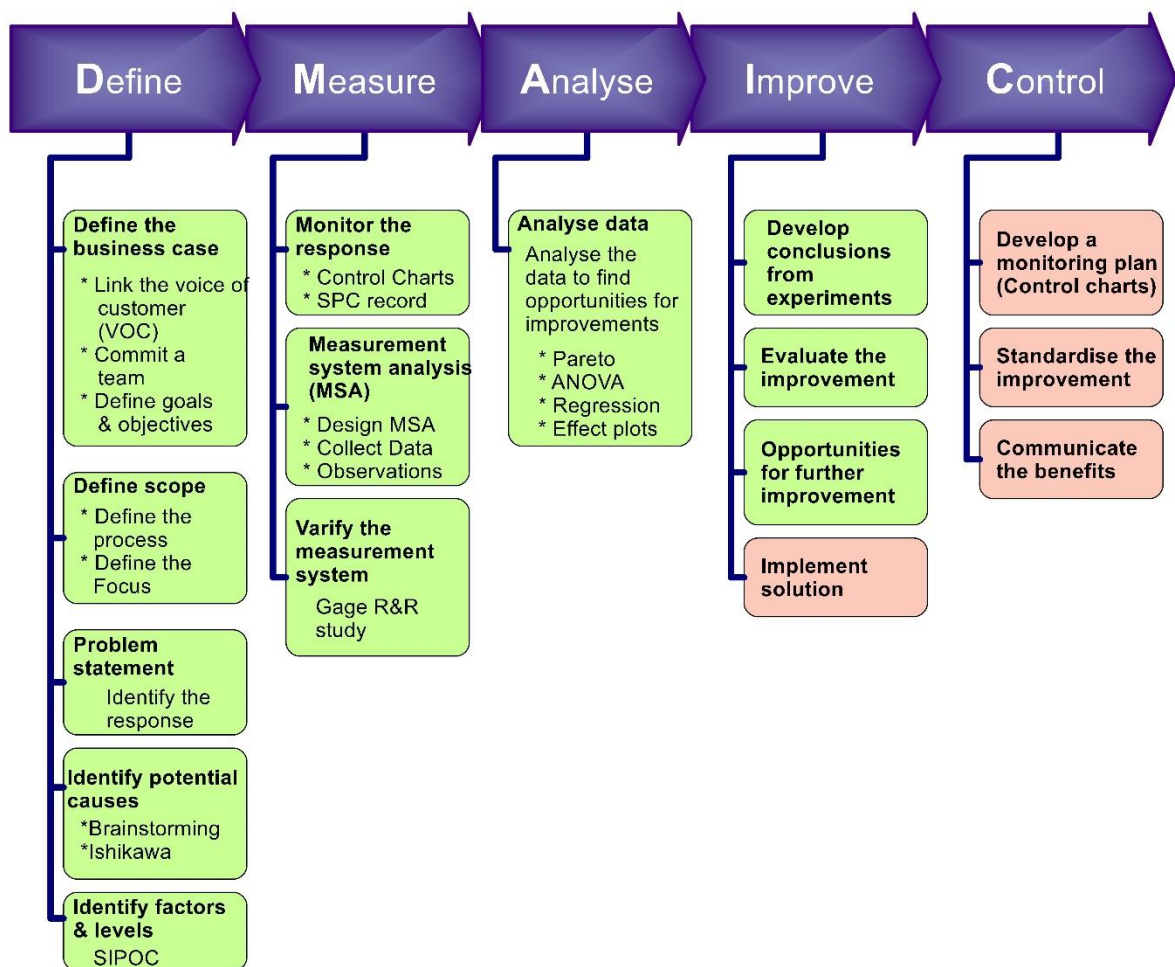 Define
Measure
Analyse
Improve
Control
Define the
business case
* Link the voice of
customer
(VOC)
* Commit a
team
* Define goals
& objectives
Define scope
* Define the
process
* Define the
Focus
Problem
statement
Identify the
response
Identify potential
causes
*Brainstorming
*Ishikawa
Identify factors
& levels
SIPOC
Monitor the
response
* Control Charts
* SPC record
Measurement
system analysis
(MSA)
* Design MSA
* Collect Data
* Observations
Varify the
measurement
system
Gage R&R
study
Analyse data
Analyse the
data to find
opportunities for
improvements
* Pareto
* ANOVA
* Regression
* Effect plots
Develop
conclusions
from
experiments
Evaluate the
improvement
Opportunities
for further
improvement
Implement
solution
Develop a
monitoring plan
(Control charts)
Standardise the
improvement
Communicate
the benefits